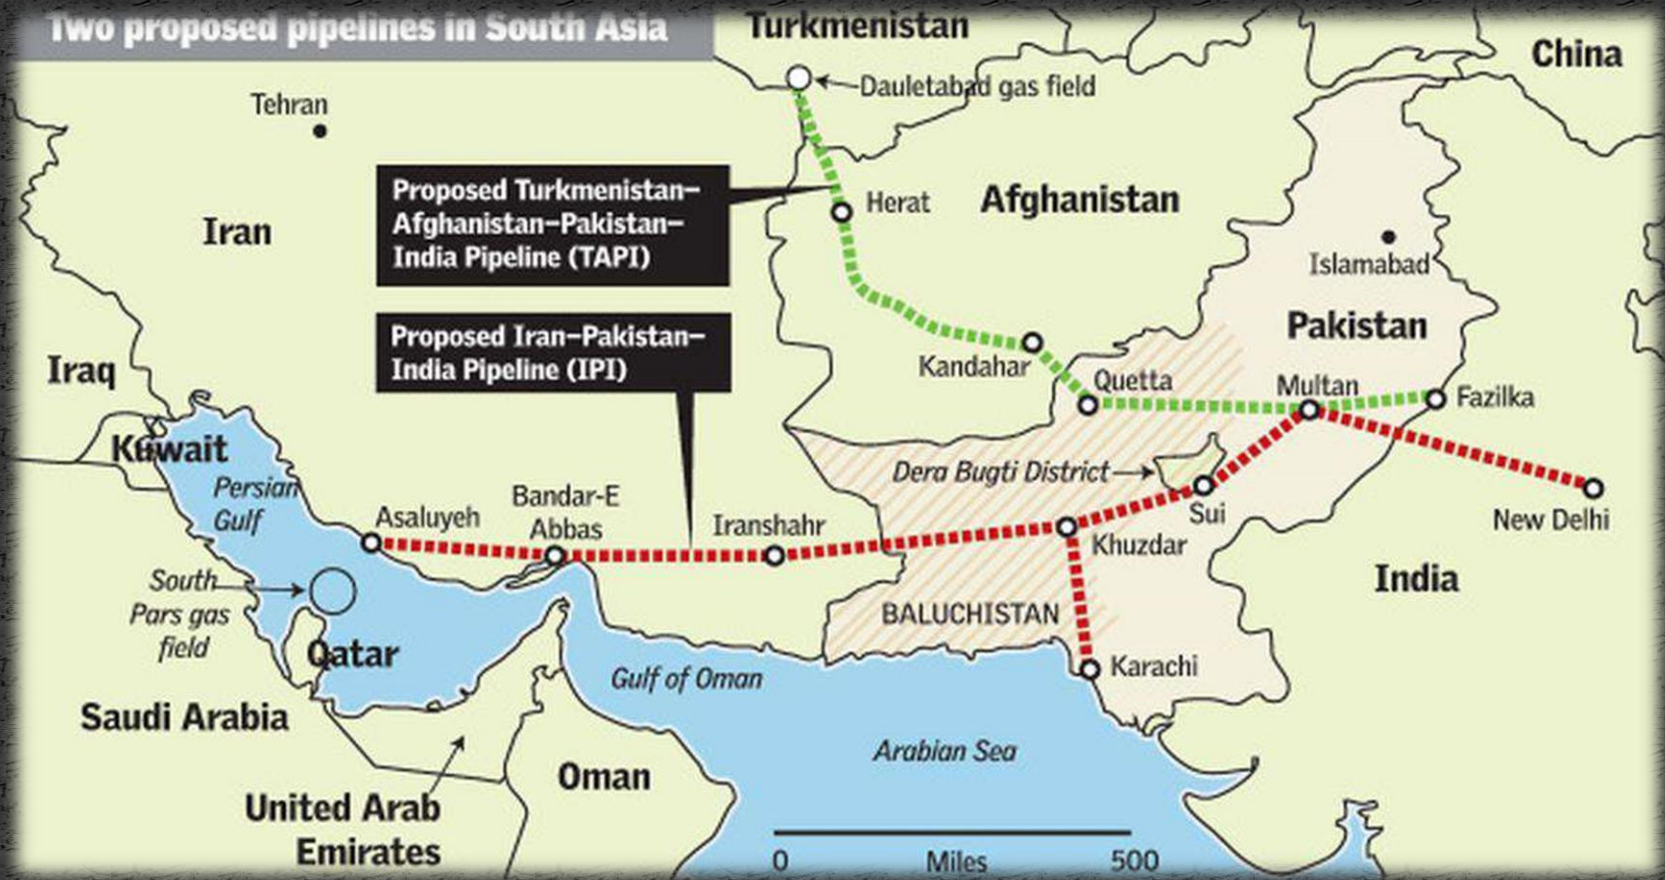 Two proposed pipelines in South Asia
Turkmenistan
China
Dauletabad gas field
Tehran
Proposed Turkmenistan–
Afghanistan–Pakistan–
India Pipeline (TAPI)
Herat
Afghanistan
Iran
Islamabad
Proposed Iran–Pakistan–
India Pipeline (IPI)
Pakistan
Iraq
Kandahar
Quetta
Multan
Fazilka
Kuwait
Dera Bugti District
Persian
Gulf
Asaluyeh
Bandar-E
Abbas
Iranshahr
Sui
New Delhi
Khuzdar
South
Pars gas
field
India
BALUCHISTAN
Qatar
Gulf of Oman
Karachi
Saudi Arabia
Arabian Sea
Oman
United Arab
Emirates
0 Miles 500